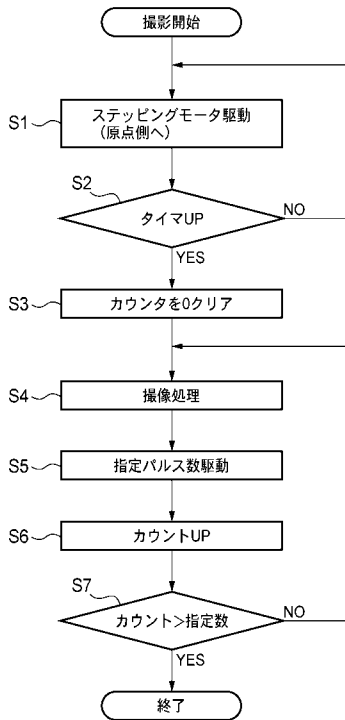 撮影開始
S1
ステッピングモータ駆動
(原点側へ)
S2
タイマUP
NO
YES
S3
カウンタを0クリア
S4
撮像処理
S5
指定パルス数駆動
S6
カウントUP
S7
カウント>指定数
NO
YES
終了